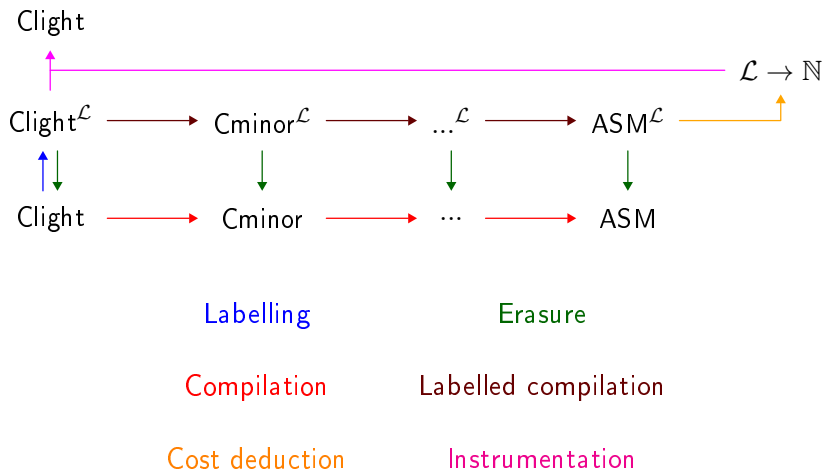 Clight
ℒ → ℕ
Clight^ℒ Cminor^ℒ ...^ℒ ASM^ℒ
Clight Cminor ... ASM
Labelling Erasure
Compilation Labelled compilation
Cost deduction Instrumentation